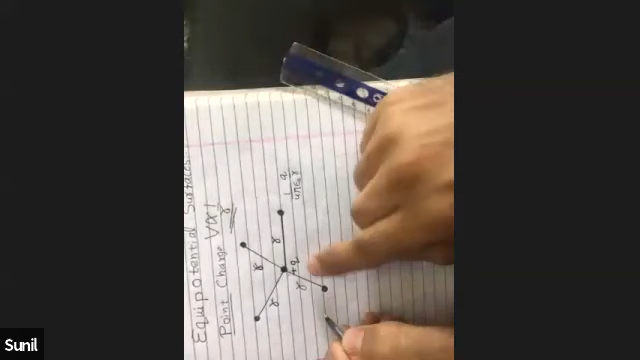 Equipotential Surfaces:
Point Charge V ∝ 1/r
r
r
r
r
+q
1/4πε₀ q/r
Sunil